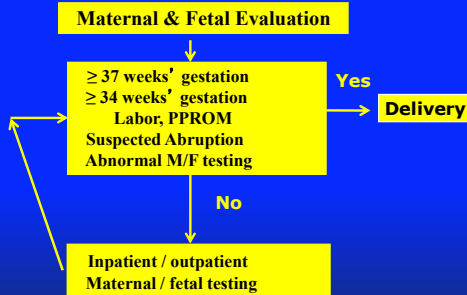 Maternal & Fetal Evaluation
≥ 37 weeks' gestation
≥ 34 weeks' gestation
Labor, PPROM
Suspected Abruption
Abnormal M/F testing
Yes
Delivery
No
Inpatient / outpatient
Maternal / fetal testing